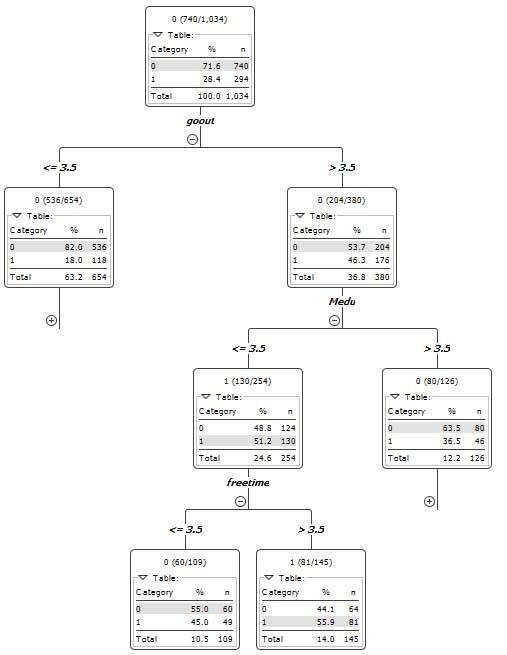 0 (740/1,034)
Table:
Category % n
0 71.6 740
1 28.4 294
Total 100.0 1,034
goout
<= 3.5
> 3.5
0 (536/654)
Table:
Category % n
0 82.0 536
1 18.0 118
Total 63.2 654
0 (204/380)
Table:
Category % n
0 53.7 204
1 46.3 176
Total 36.8 380
Medu
<= 3.5
> 3.5
1 (130/254)
Table:
Category % n
0 48.8 124
1 51.2 130
Total 24.6 254
0 (80/126)
Table:
Category % n
0 63.5 80
1 36.5 46
Total 12.2 126
freetime
<= 3.5
> 3.5
0 (60/109)
Table:
Category % n
0 55.0 60
1 45.0 49
Total 10.5 109
1 (81/145)
Table:
Category % n
0 44.1 64
1 55.9 81
Total 14.0 145